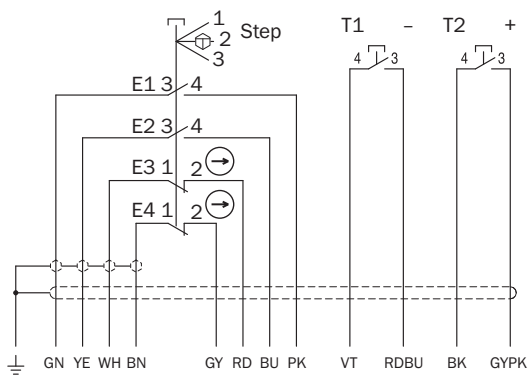 1
2 Step
3
T1 – T2 +
4 3 4 3
E1 3 4
E2 3 4
E3 1 2
E4 1 2
GN YE WH BN GY RD BU PK VT RDBU BK GYPK